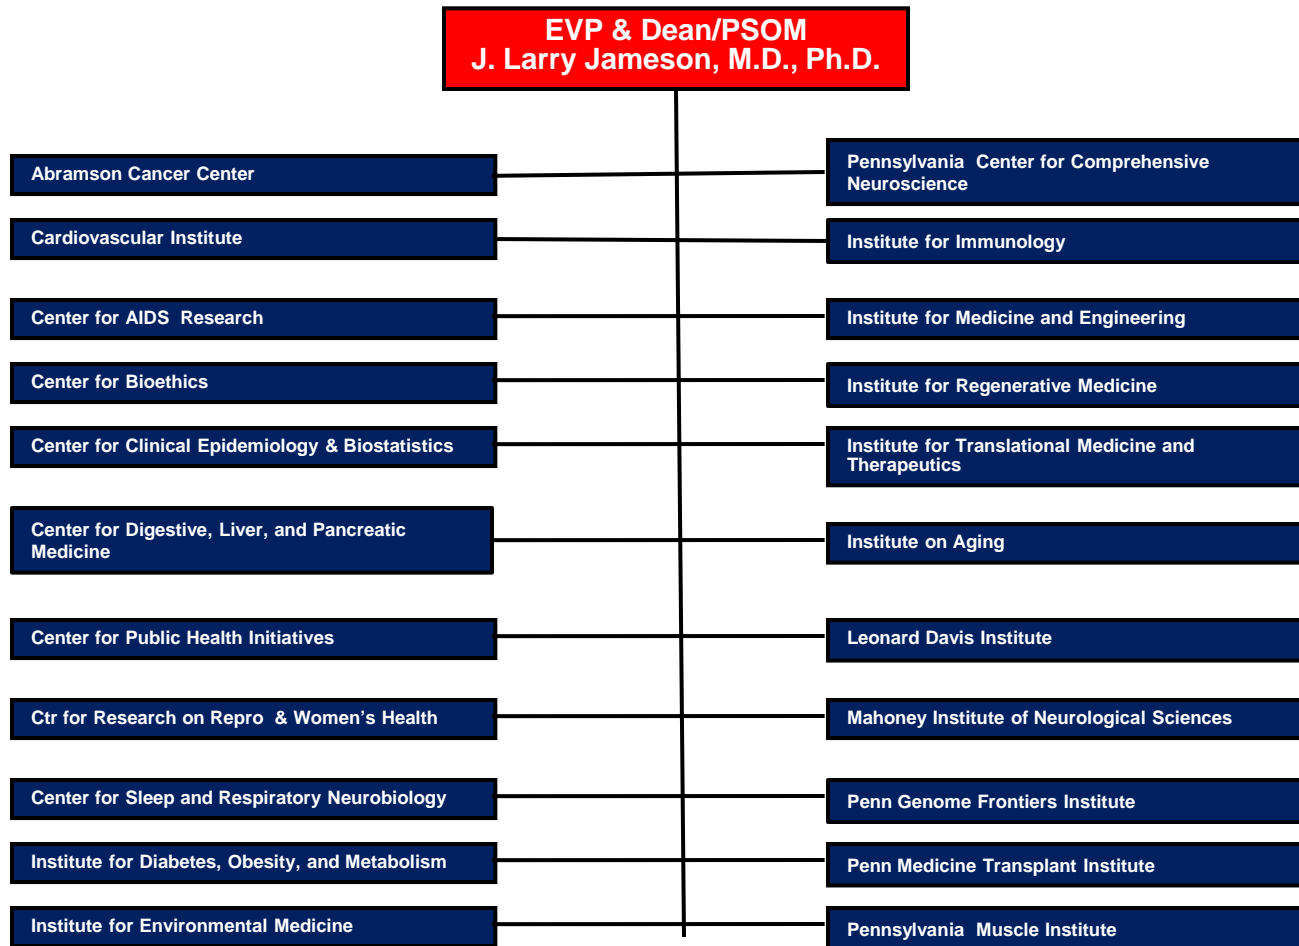 EVP & Dean/PSOM
J. Larry Jameson, M.D., Ph.D.
Abramson Cancer Center
Cardiovascular Institute
Center for AIDS Research
Center for Bioethics
Center for Clinical Epidemiology & Biostatistics
Center for Digestive, Liver, and Pancreatic
Medicine
Center for Public Health Initiatives
Ctr for Research on Repro & Women's Health
Center for Sleep and Respiratory Neurobiology
Institute for Diabetes, Obesity, and Metabolism
Institute for Environmental Medicine
Pennsylvania Center for Comprehensive
Neuroscience
Institute for Immunology
Institute for Medicine and Engineering
Institute for Regenerative Medicine
Institute for Translational Medicine and
Therapeutics
Institute on Aging
Leonard Davis Institute
Mahoney Institute of Neurological Sciences
Penn Genome Frontiers Institute
Penn Medicine Transplant Institute
Pennsylvania Muscle Institute